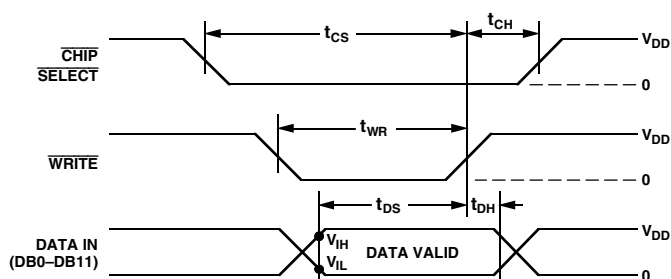 tCS
tCH
CHIP
SELECT
VDD
0
tWR
WRITE
VDD
0
tDS
tDH
DATA IN
(DB0–DB11)
VIH
VIL
DATA VALID
VDD
0